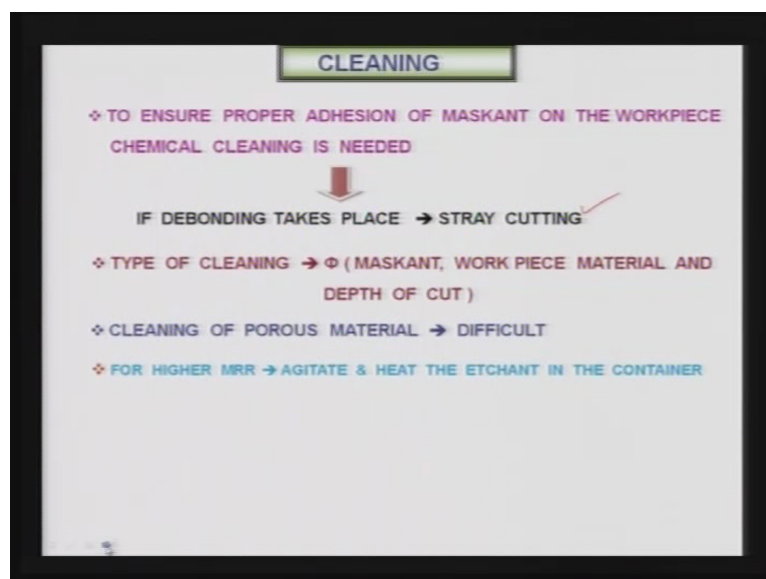 CLEANING
❖ TO ENSURE PROPER ADHESION OF MASKANT ON THE WORKPIECE
CHEMICAL CLEANING IS NEEDED
IF DEBONDING TAKES PLACE ➔ STRAY CUTTING
❖ TYPE OF CLEANING ➔ Φ ( MASKANT, WORK PIECE MATERIAL AND
DEPTH OF CUT )
❖ CLEANING OF POROUS MATERIAL ➔ DIFFICULT
❖ FOR HIGHER MRR ➔ AGITATE & HEAT THE ETCHANT IN THE CONTAINER